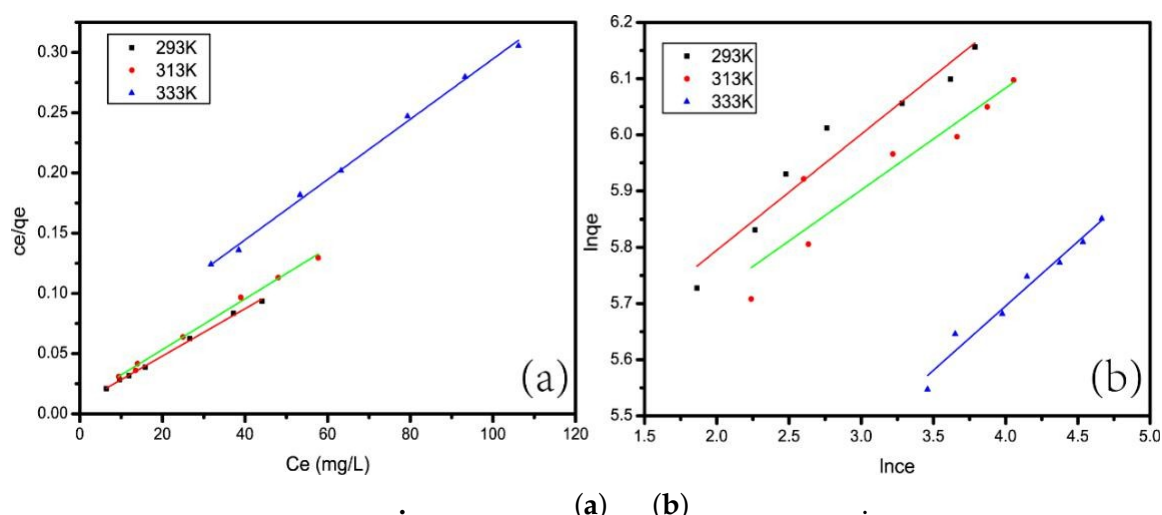 0.30
0.25
0.20
0.15
0.10
0.05
0.00
0 20 40 60 80 100 120
ce/qe
Ce (mg/L)
293K
313K
333K
(a)
6.2
6.1
6.0
5.9
5.8
5.7
5.6
5.5
1.5 2.0 2.5 3.0 3.5 4.0 4.5 5.0
lnqe
lnce
293K
313K
333K
(b)
. (a) (b) .